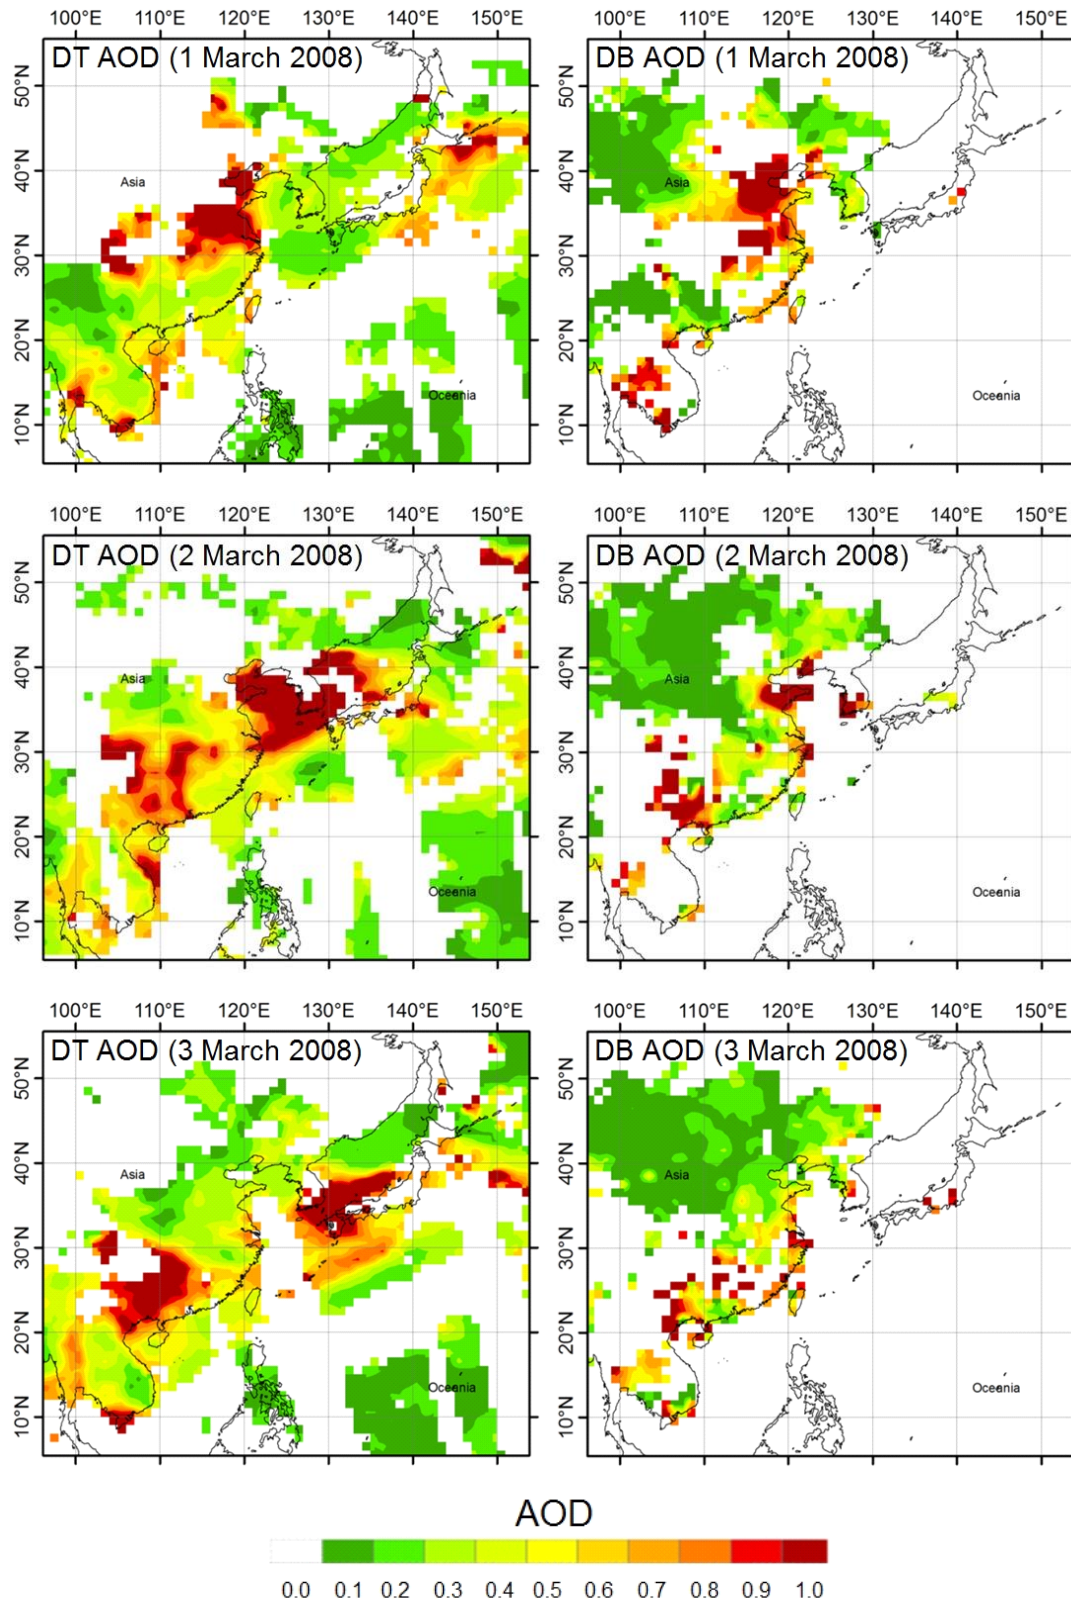 100°E 110°E 120°E 130°E 140°E 150°E
100°E 110°E 120°E 130°E 140°E 150°E
DT AOD (1 March 2008)
DB AOD (1 March 2008)
50°N
50°N
40°N
40°N
Asia
Asia
30°N
30°N
20°N
20°N
Oceania
Oceania
10°N
10°N
100°E 110°E 120°E 130°E 140°E 150°E
100°E 110°E 120°E 130°E 140°E 150°E
DT AOD (2 March 2008)
DB AOD (2 March 2008)
50°N
50°N
40°N
40°N
Asia
Asia
30°N
30°N
20°N
20°N
Oceania
Oceania
10°N
10°N
100°E 110°E 120°E 130°E 140°E 150°E
100°E 110°E 120°E 130°E 140°E 150°E
DT AOD (3 March 2008)
DB AOD (3 March 2008)
50°N
50°N
40°N
40°N
Asia
Asia
30°N
30°N
20°N
20°N
Oceania
Oceania
10°N
10°N
AOD
0.0 0.1 0.2 0.3 0.4 0.5 0.6 0.7 0.8 0.9 1.0